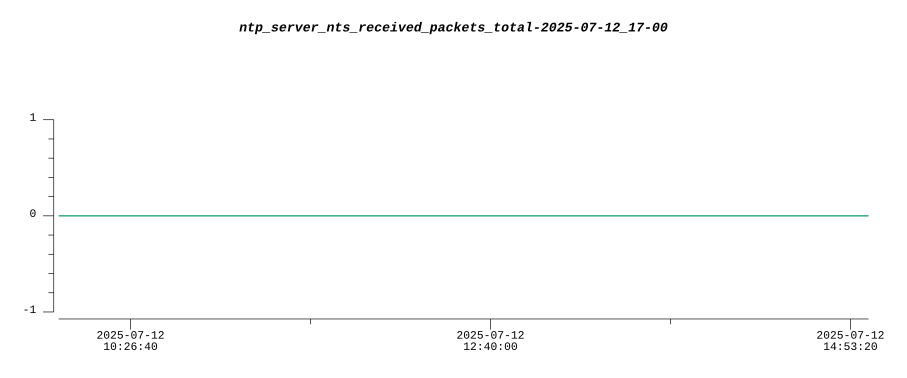 ntp_server_nts_received_packets_total-2025-07-12_17-00
1
0
-1
2025-07-12 2025-07-12 2025-07-12
10:26:40 12:40:00 14:53:20